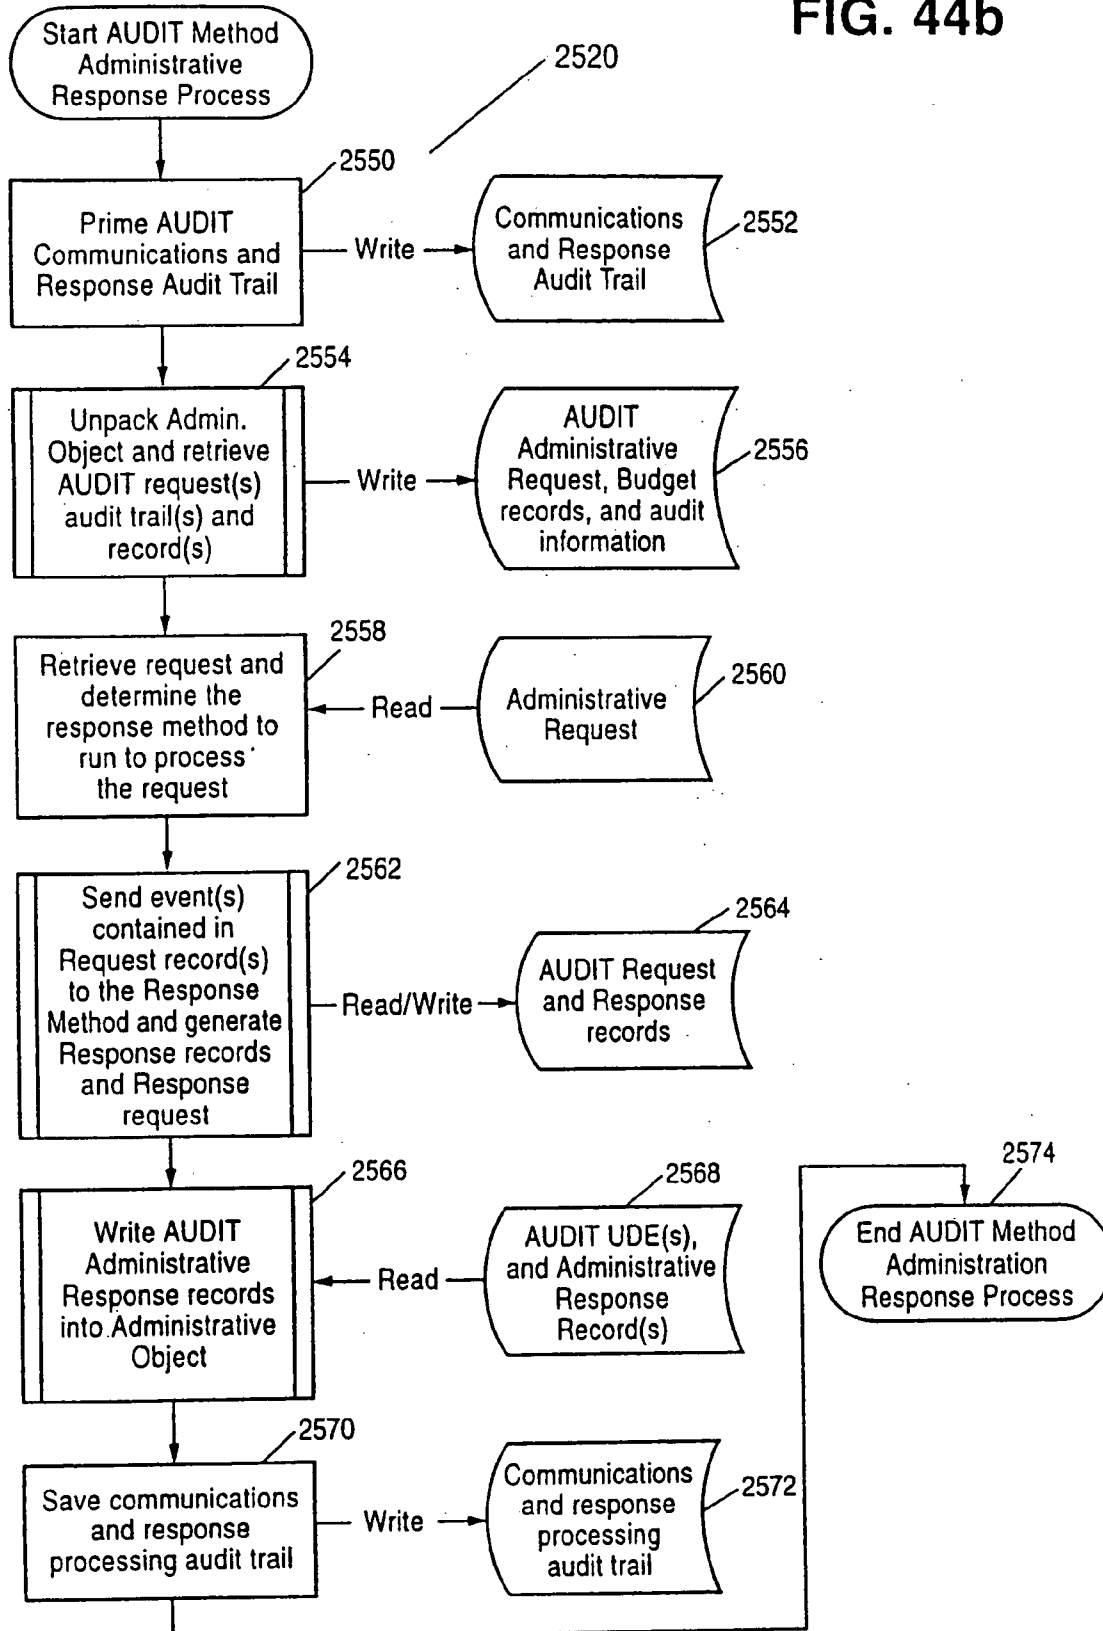 FIG. 44b
Start AUDIT Method
Administrative
Response Process
2520
2550
Prime AUDIT
Communications and
Response Audit Trail
Write
Communications
and Response
Audit Trail
2552
2554
Unpack Admin.
Object and retrieve
AUDIT request(s)
audit trail(s) and
record(s)
Write
AUDIT
Administrative
Request, Budget
records, and audit
information
2556
2558
Retrieve request and
determine the
response method to
run to process
the request
Read
Administrative
Request
2560
2562
Send event(s)
contained in
Request record(s)
to the Response
Method and generate
Response records
and Response
request
Read/Write
2564
AUDIT Request
and Response
records
2566
Write AUDIT
Administrative
Response records
into Administrative
Object
Read
2568
AUDIT UDE(s),
and Administrative
Response
Record(s)
2570
Save communications
and response
processing audit trail
Write
Communications
and response
processing
audit trail
2572
2574
End AUDIT Method
Administration
Response Process